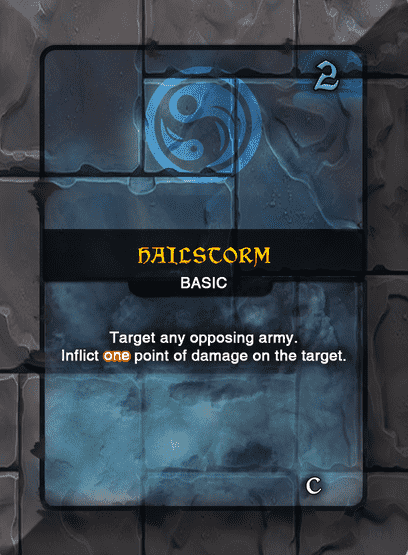 2
HAILSTORM
BASIC
Target any opposing army.
Inflict one point of damage on the target.
C